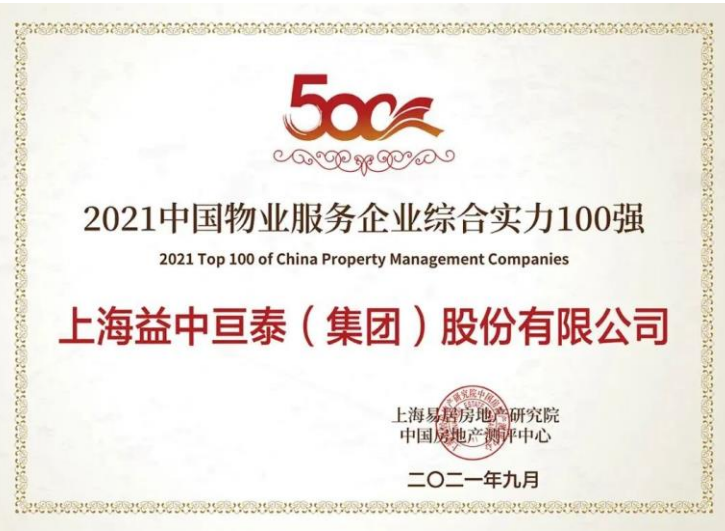 500
2021中国物业服务企业综合实力100强
2021 Top 100 of China Property Management Companies
上海益中亘泰（集团）股份有限公司
上海易居房地产研究院
中国房地产测评中心
二〇二一年九月